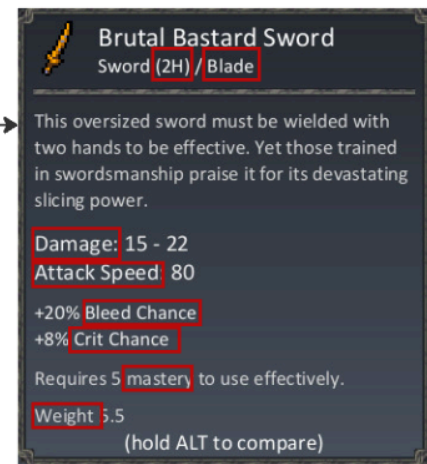 Brutal Bastard Sword
Sword (2H) / Blade
This oversized sword must be wielded with
two hands to be effective. Yet those trained
in swordsmanship praise it for its devastating
slicing power.
Damage: 15 - 22
Attack Speed: 80
+20% Bleed Chance
+8% Crit Chance
Requires 5 mastery to use effectively.
Weight 5.5
(hold ALT to compare)